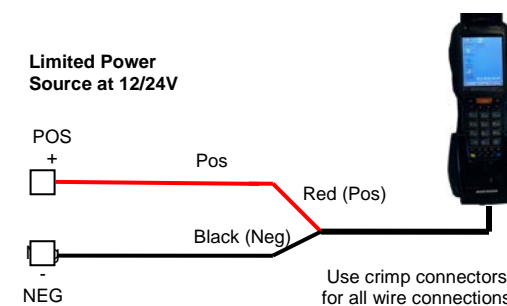 Limited Power
Source at 12/24V
POS
+
Pos
Red (Pos)
Black (Neg)
-
NEG
Use crimp connectors
for all wire connections